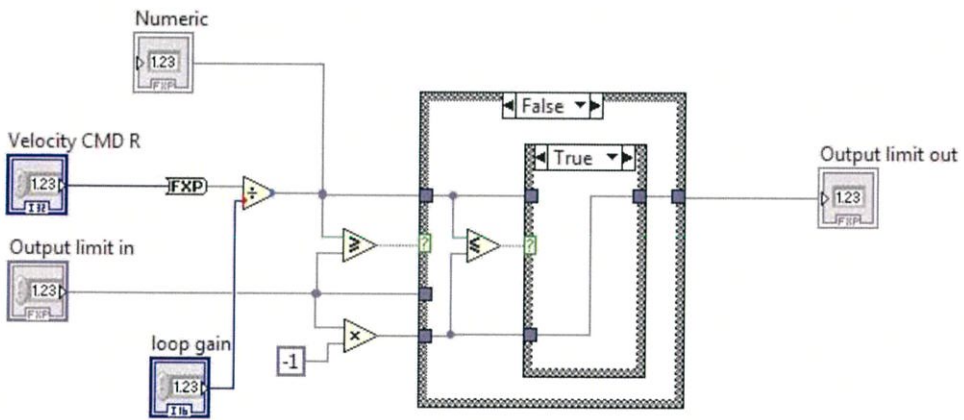 Numeric
1.23
FXP
False
Velocity CMD R
1.23
I32
FXP
÷
True
Output limit out
1.23
FXP
≥
?
≤
?
Output limit in
1.23
FXP
×
-1
loop gain
1.23
I16